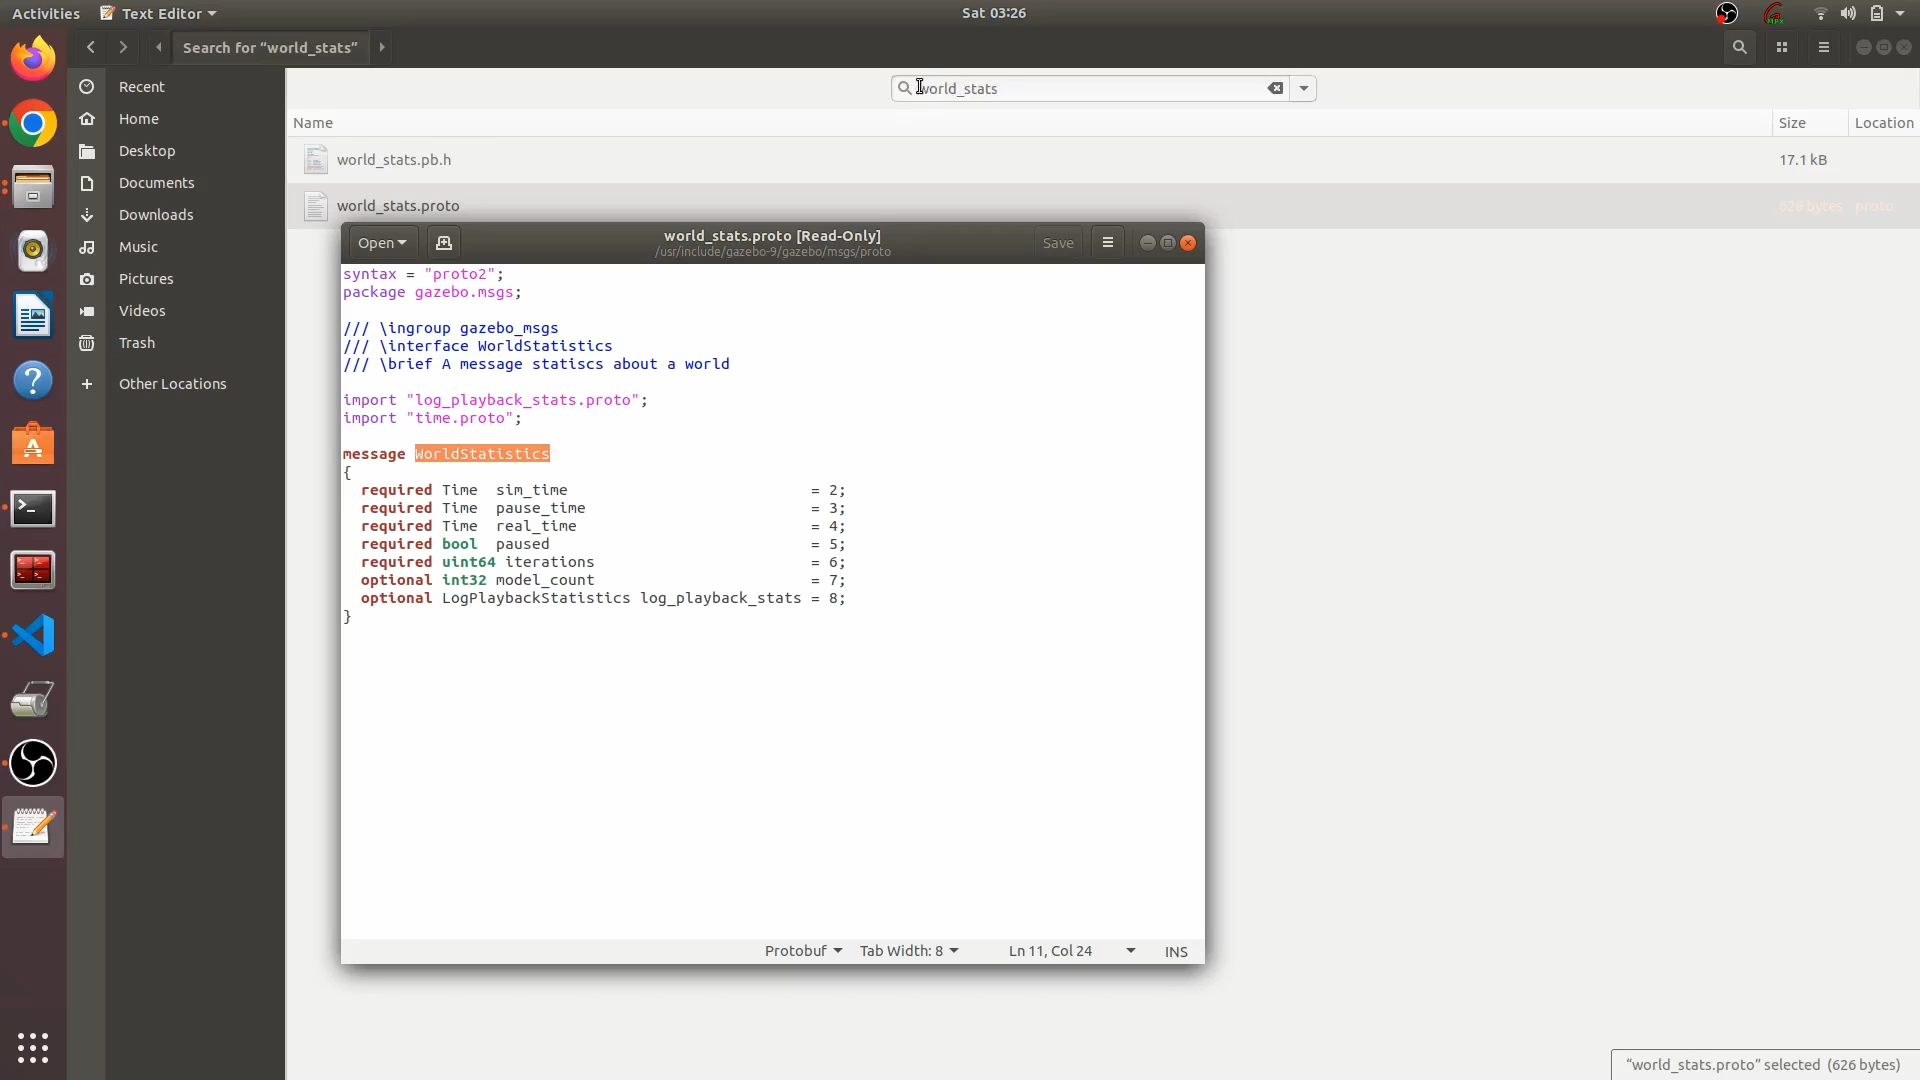 Activities Text Editor Sat 03:26
Search for “world_stats”
world_stats
Recent
Home
Desktop
Documents
Downloads
Music
Pictures
Videos
Trash
Other Locations
Name Size Location
world_stats.pb.h 17.1 kB
world_stats.proto 626 bytes proto
Open world_stats.proto [Read-Only] Save
/usr/include/gazebo-9/gazebo/msgs/proto
syntax = "proto2";
package gazebo.msgs;
/// \ingroup gazebo_msgs
/// \interface WorldStatistics
/// \brief A message statiscs about a world
import "log_playback_stats.proto";
import "time.proto";
message WorldStatistics
{
required Time sim_time = 2;
required Time pause_time = 3;
required Time real_time = 4;
required bool paused = 5;
required uint64 iterations = 6;
optional int32 model_count = 7;
optional LogPlaybackStatistics log_playback_stats = 8;
}
Protobuf Tab Width: 8 Ln 11, Col 24 INS
“world_stats.proto” selected (626 bytes)